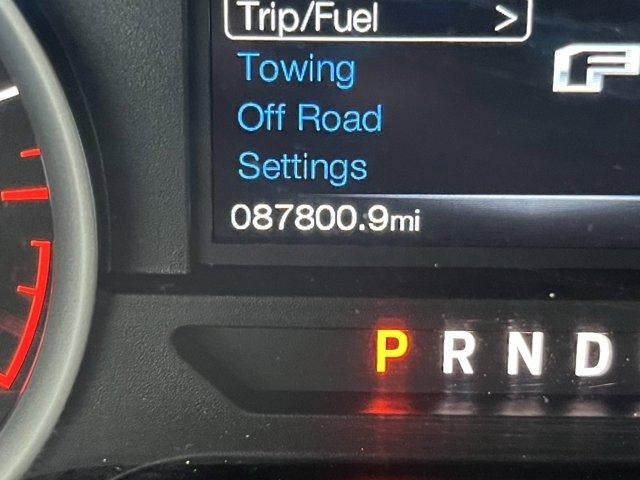 Trip/Fuel >
Towing
Off Road
Settings
087800.9mi
P R N D